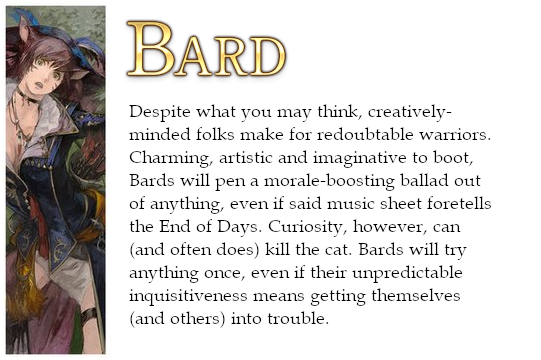 BARD
Despite what you may think, creatively-
minded folks make for redoubtable warriors.
Charming, artistic and imaginative to boot,
Bards will pen a morale-boosting ballad out
of anything, even if said music sheet foretells
the End of Days. Curiosity, however, can
(and often does) kill the cat. Bards will try
anything once, even if their unpredictable
inquisitiveness means getting themselves
(and others) into trouble.